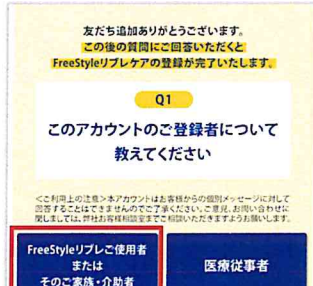 友だち追加ありがとうございます。
この後の質問にご回答いただくと
FreeStyleリブレケアの登録が完了いたします。
Q1
このアカウントのご登録者について
教えてください
<ご利用上の注意>本アカウントはお客様からの個別メッセージに対して
回答することはできませんのでご了承ください。ご意見、お問い合わせに
関しましては、弊社お客様相談室までご相談いただきますようお願いします。
FreeStyleリブレご使用者
または
そのご家族・介助者
医療従事者